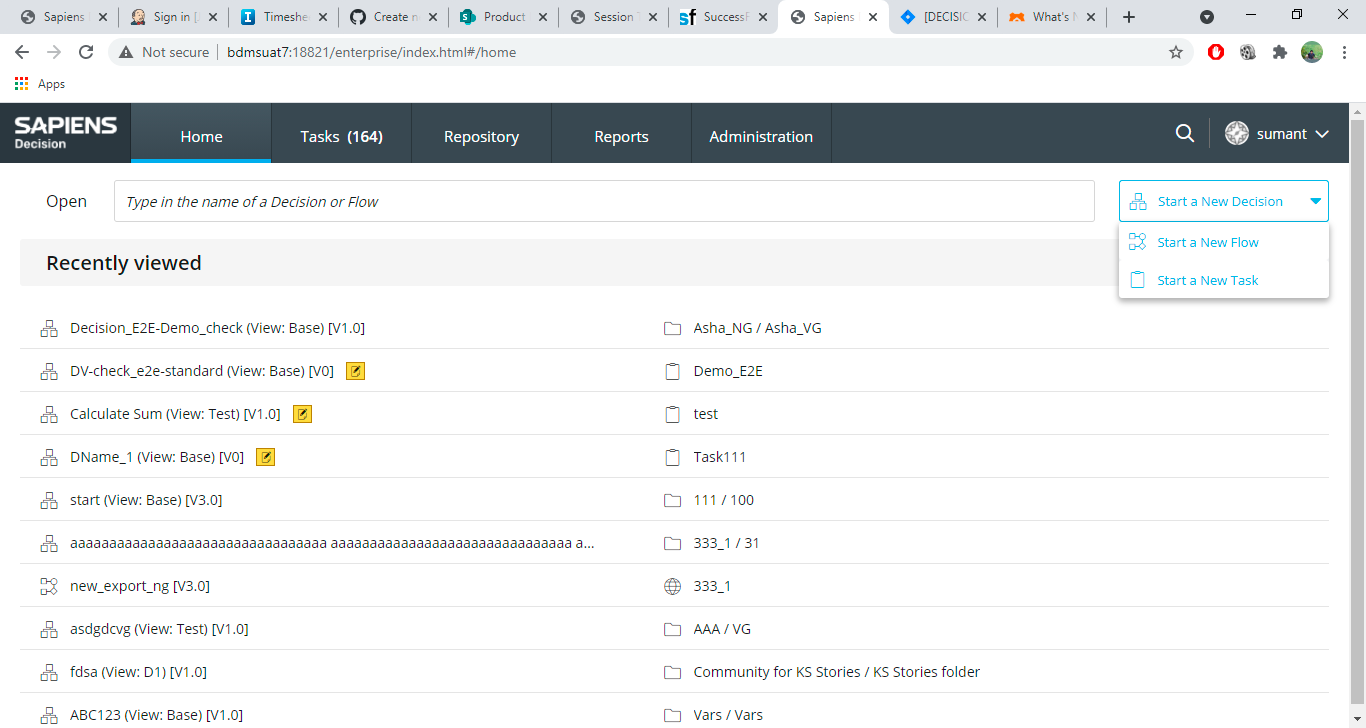 Sapiens
Sign in [
Timeshe
Create n
Product
Session T
SuccessF
Sapiens
[DECISIO
What's N
Not secure
bdmsuat7:18821/enterprise/index.html#/home
Apps
SAPIENS
Decision
Home
Tasks (164)
Repository
Reports
Administration
sumant
Open
Type in the name of a Decision or Flow
Start a New Decision
Start a New Flow
Start a New Task
Recently viewed
Decision_E2E-Demo_check (View: Base) [V1.0]
Asha_NG / Asha_VG
DV-check_e2e-standard (View: Base) [V0]
Demo_E2E
Calculate Sum (View: Test) [V1.0]
test
DName_1 (View: Base) [V0]
Task111
start (View: Base) [V3.0]
111 / 100
aaaaaaaaaaaaaaaaaaaaaaaaaaaaaaaaa aaaaaaaaaaaaaaaaaaaaaaaaaaaaaaa a...
333_1 / 31
new_export_ng [V3.0]
333_1
asdgdcvg (View: Test) [V1.0]
AAA / VG
fdsa (View: D1) [V1.0]
Community for KS Stories / KS Stories folder
ABC123 (View: Base) [V1.0]
Vars / Vars